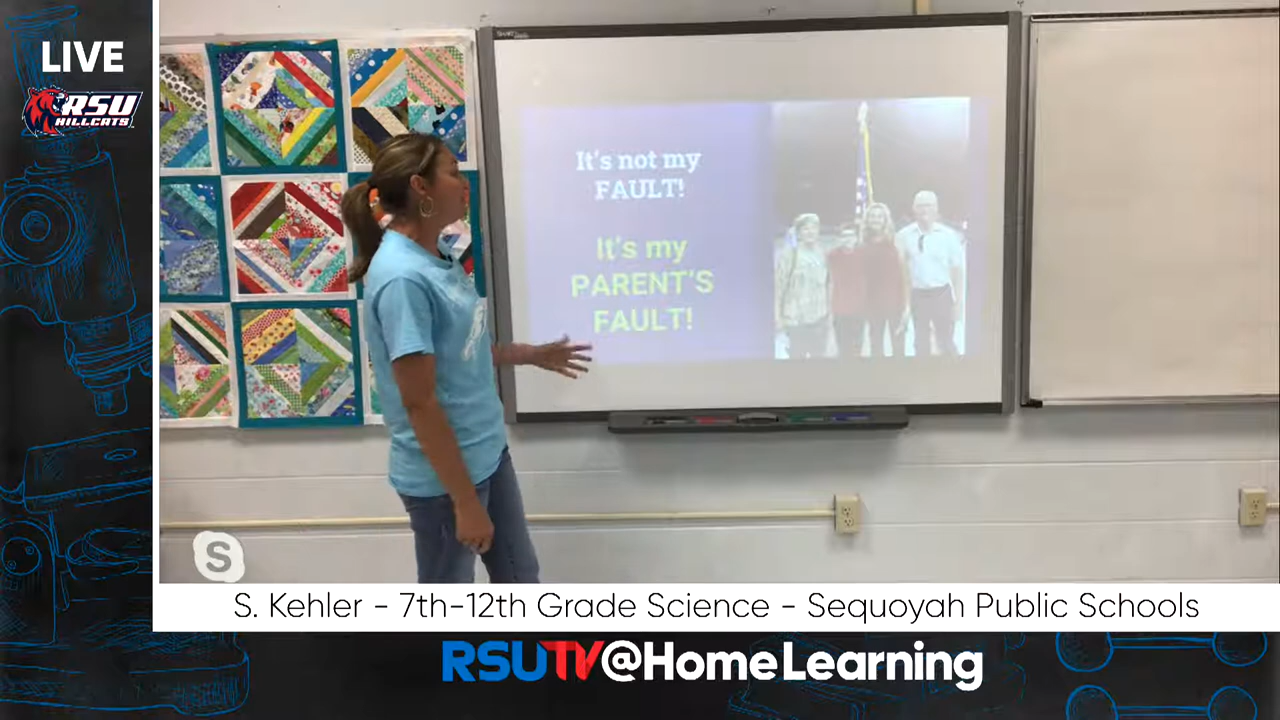 LIVE
RSU
HILLCATS
SMART
It's not my
FAULT!
It's my
PARENT'S
FAULT!
S
S. Kehler - 7th-12th Grade Science - Sequoyah Public Schools
RSUTV@HomeLearning